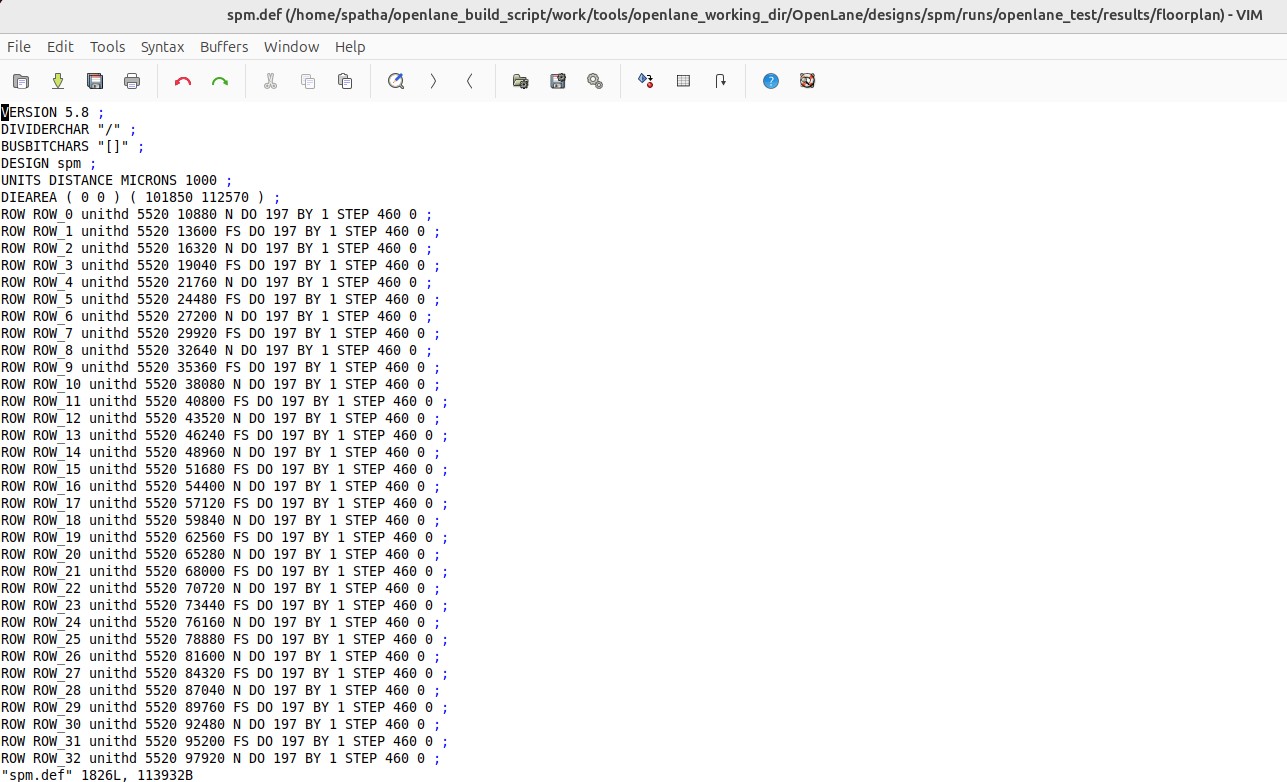 spm.def (/home/spatha/openlane_build_script/work/tools/openlane_working_dir/OpenLane/designs/spm/runs/openlane_test/results/floorplan) - VIM
File Edit Tools Syntax Buffers Window Help
VERSION 5.8 ;
DIVIDERCHAR "/" ;
BUSBITCHARS "[]" ;
DESIGN spm ;
UNITS DISTANCE MICRONS 1000 ;
DIEAREA ( 0 0 ) ( 101850 112570 ) ;
ROW ROW_0 unithd 5520 10880 N DO 197 BY 1 STEP 460 0 ;
ROW ROW_1 unithd 5520 13600 FS DO 197 BY 1 STEP 460 0 ;
ROW ROW_2 unithd 5520 16320 N DO 197 BY 1 STEP 460 0 ;
ROW ROW_3 unithd 5520 19040 FS DO 197 BY 1 STEP 460 0 ;
ROW ROW_4 unithd 5520 21760 N DO 197 BY 1 STEP 460 0 ;
ROW ROW_5 unithd 5520 24480 FS DO 197 BY 1 STEP 460 0 ;
ROW ROW_6 unithd 5520 27200 N DO 197 BY 1 STEP 460 0 ;
ROW ROW_7 unithd 5520 29920 FS DO 197 BY 1 STEP 460 0 ;
ROW ROW_8 unithd 5520 32640 N DO 197 BY 1 STEP 460 0 ;
ROW ROW_9 unithd 5520 35360 FS DO 197 BY 1 STEP 460 0 ;
ROW ROW_10 unithd 5520 38080 N DO 197 BY 1 STEP 460 0 ;
ROW ROW_11 unithd 5520 40800 FS DO 197 BY 1 STEP 460 0 ;
ROW ROW_12 unithd 5520 43520 N DO 197 BY 1 STEP 460 0 ;
ROW ROW_13 unithd 5520 46240 FS DO 197 BY 1 STEP 460 0 ;
ROW ROW_14 unithd 5520 48960 N DO 197 BY 1 STEP 460 0 ;
ROW ROW_15 unithd 5520 51680 FS DO 197 BY 1 STEP 460 0 ;
ROW ROW_16 unithd 5520 54400 N DO 197 BY 1 STEP 460 0 ;
ROW ROW_17 unithd 5520 57120 FS DO 197 BY 1 STEP 460 0 ;
ROW ROW_18 unithd 5520 59840 N DO 197 BY 1 STEP 460 0 ;
ROW ROW_19 unithd 5520 62560 FS DO 197 BY 1 STEP 460 0 ;
ROW ROW_20 unithd 5520 65280 N DO 197 BY 1 STEP 460 0 ;
ROW ROW_21 unithd 5520 68000 FS DO 197 BY 1 STEP 460 0 ;
ROW ROW_22 unithd 5520 70720 N DO 197 BY 1 STEP 460 0 ;
ROW ROW_23 unithd 5520 73440 FS DO 197 BY 1 STEP 460 0 ;
ROW ROW_24 unithd 5520 76160 N DO 197 BY 1 STEP 460 0 ;
ROW ROW_25 unithd 5520 78880 FS DO 197 BY 1 STEP 460 0 ;
ROW ROW_26 unithd 5520 81600 N DO 197 BY 1 STEP 460 0 ;
ROW ROW_27 unithd 5520 84320 FS DO 197 BY 1 STEP 460 0 ;
ROW ROW_28 unithd 5520 87040 N DO 197 BY 1 STEP 460 0 ;
ROW ROW_29 unithd 5520 89760 FS DO 197 BY 1 STEP 460 0 ;
ROW ROW_30 unithd 5520 92480 N DO 197 BY 1 STEP 460 0 ;
ROW ROW_31 unithd 5520 95200 FS DO 197 BY 1 STEP 460 0 ;
ROW ROW_32 unithd 5520 97920 N DO 197 BY 1 STEP 460 0 ;
"spm.def" 1826L, 113932B